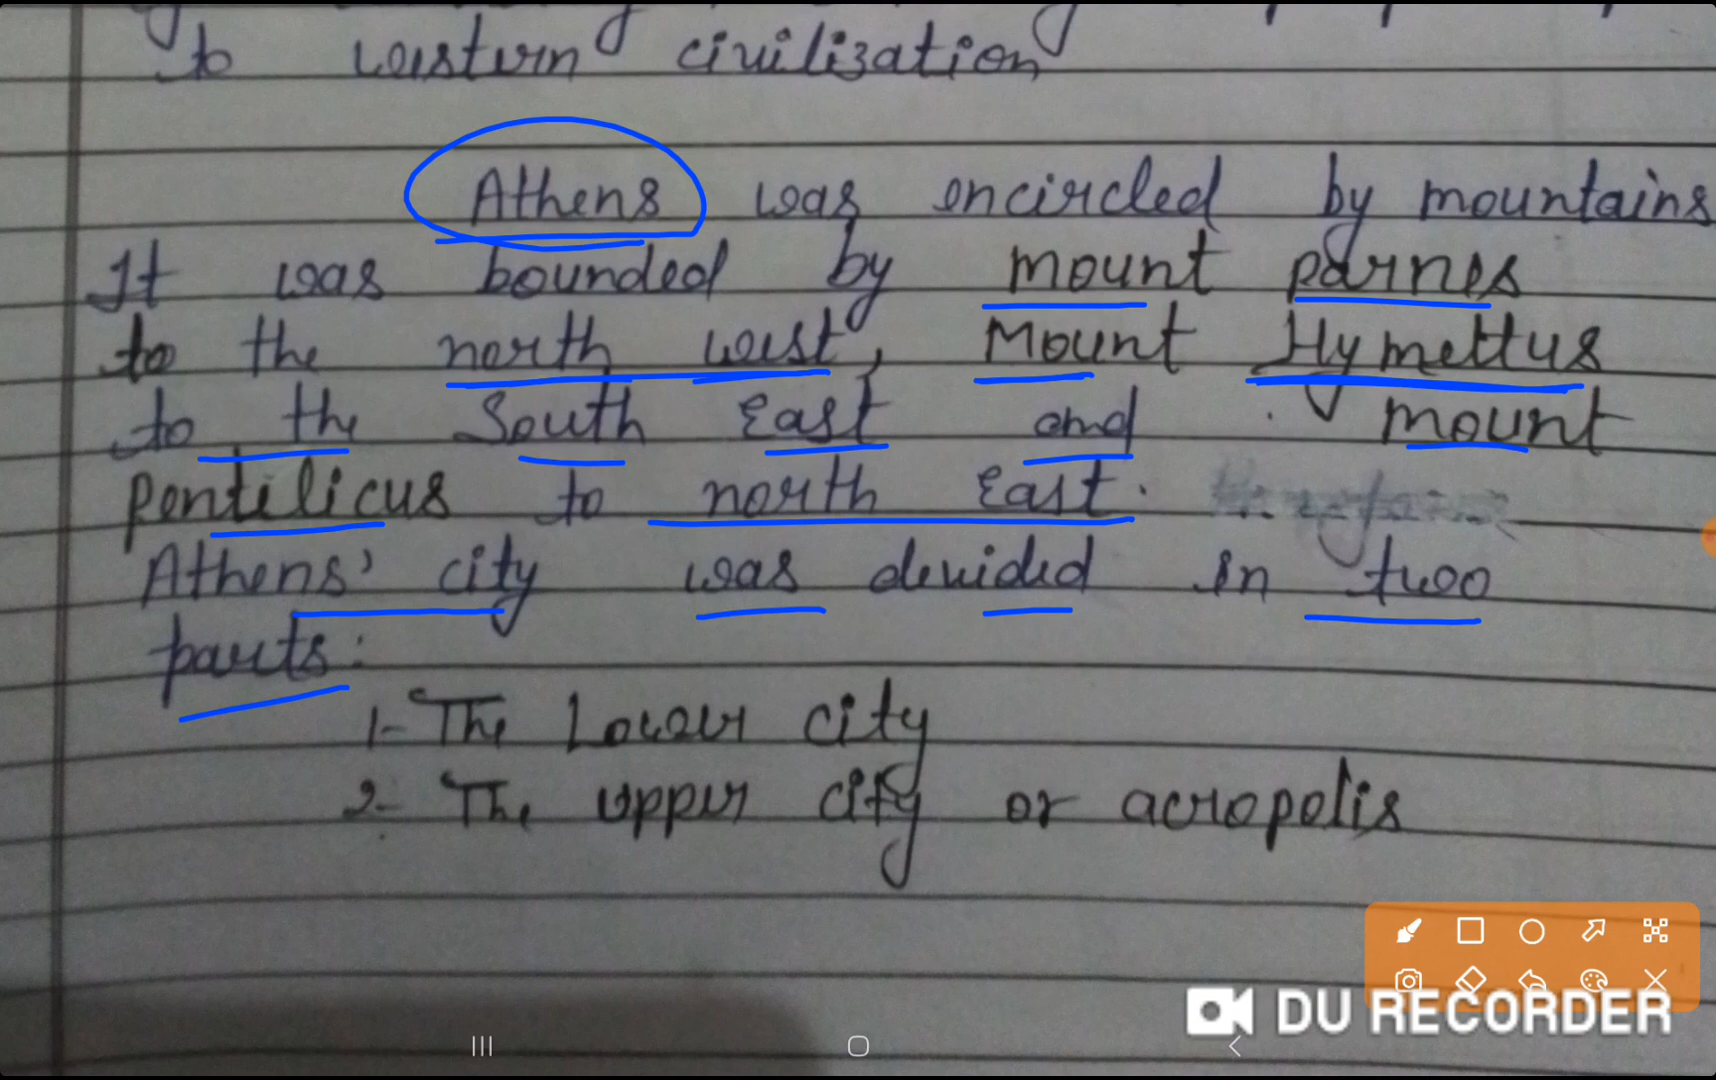 to western civilization
Athens was encircled by mountains
It was bounded by mount parnes
to the north west, Mount Hymettus
to the South East and mount
pentilicus to north East.
Athens' city was devided in two
parts:
1- The Lower city
2- The upper city or acropolis
DU RECORDER